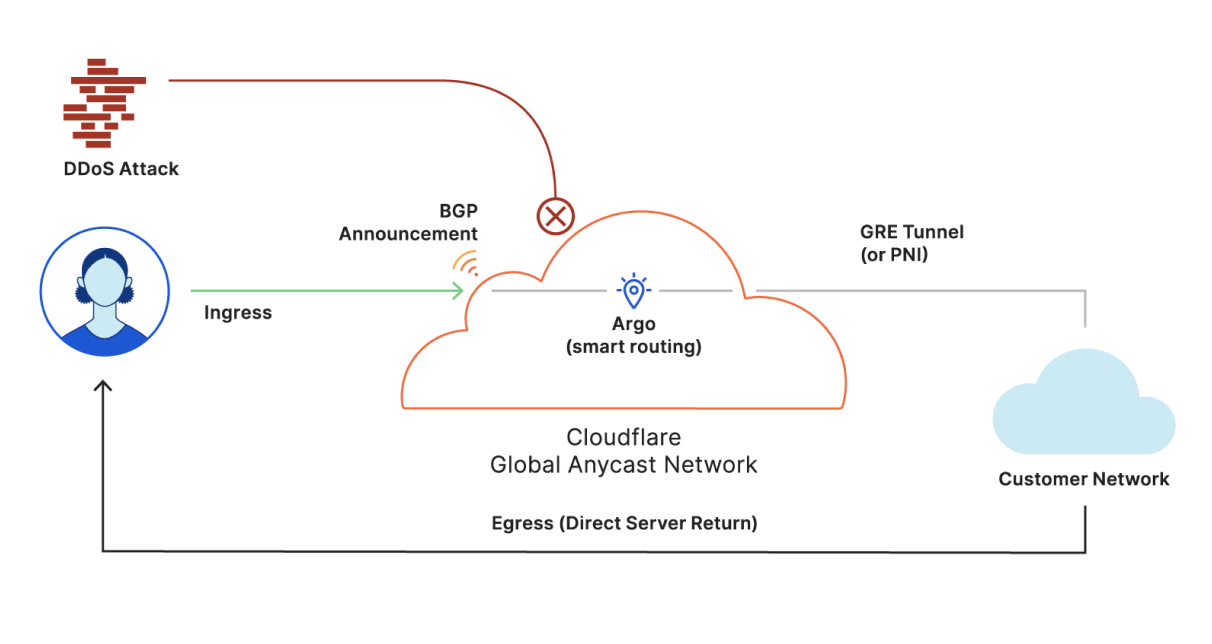 DDoS Attack
BGP
Announcement
GRE Tunnel
(or PNI)
Ingress
Argo
(smart routing)
Cloudflare
Global Anycast Network
Customer Network
Egress (Direct Server Return)